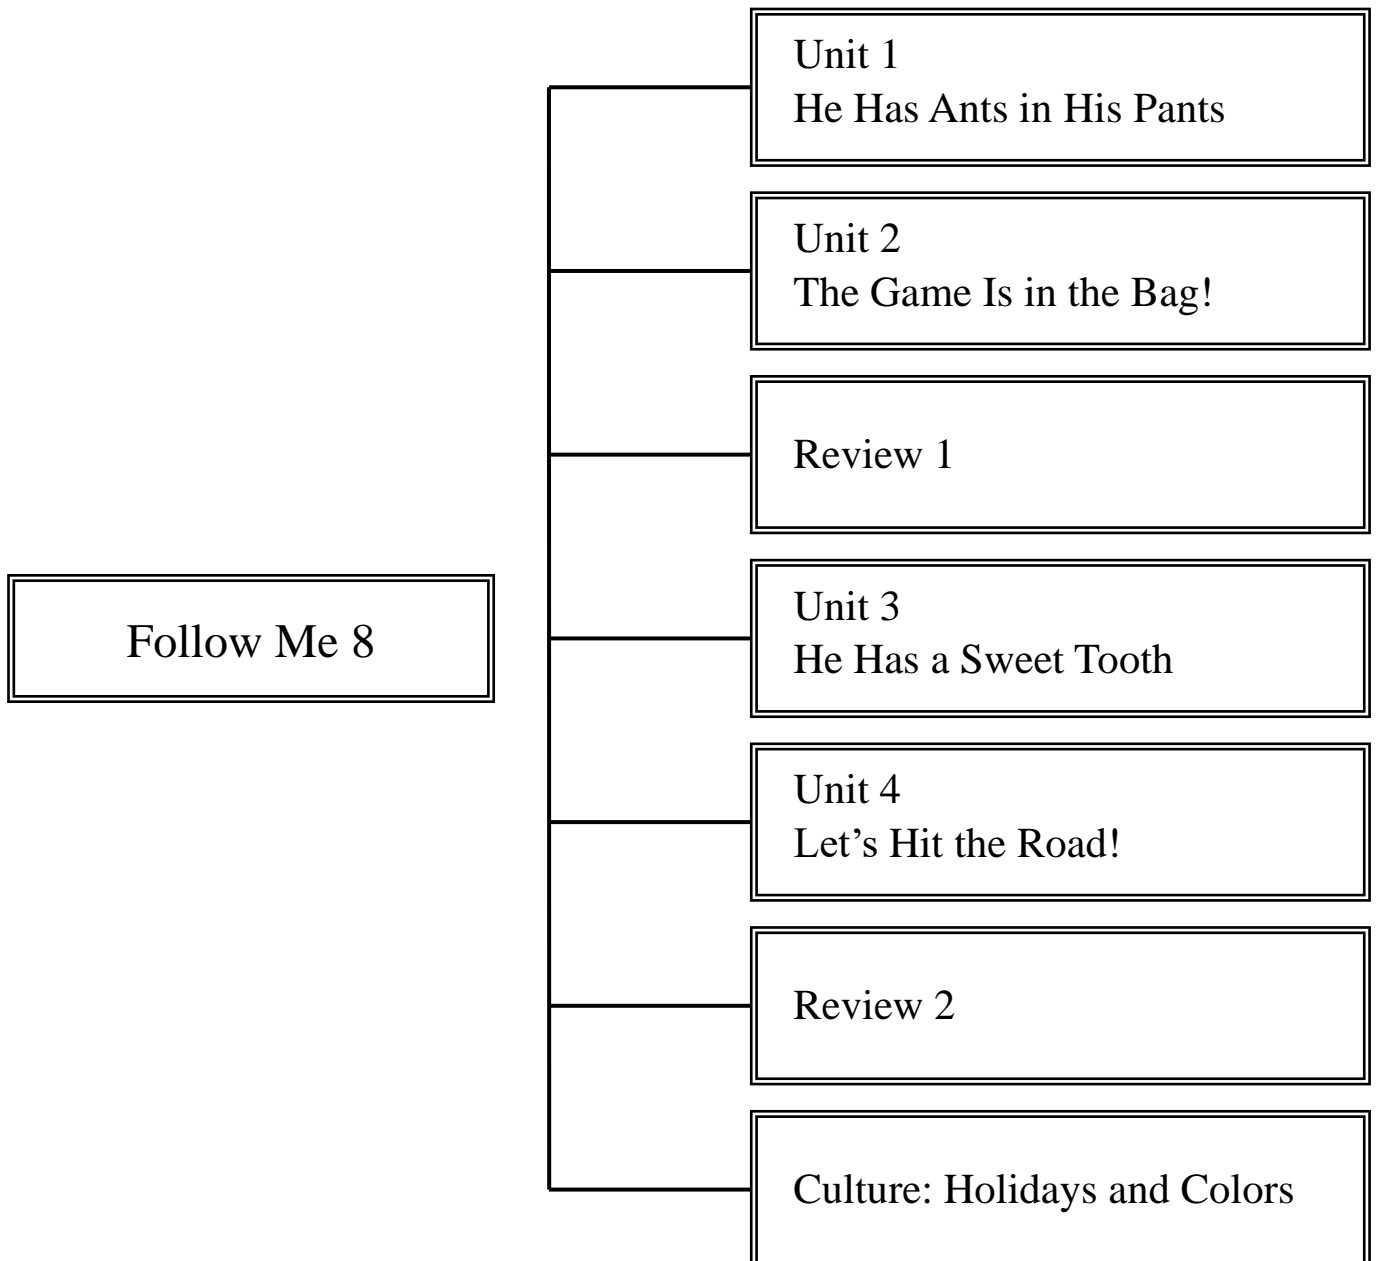 Follow Me 8
Unit 1
He Has Ants in His Pants
Unit 2
The Game Is in the Bag!
Review 1
Unit 3
He Has a Sweet Tooth
Unit 4
Let’s Hit the Road!
Review 2
Culture: Holidays and Colors